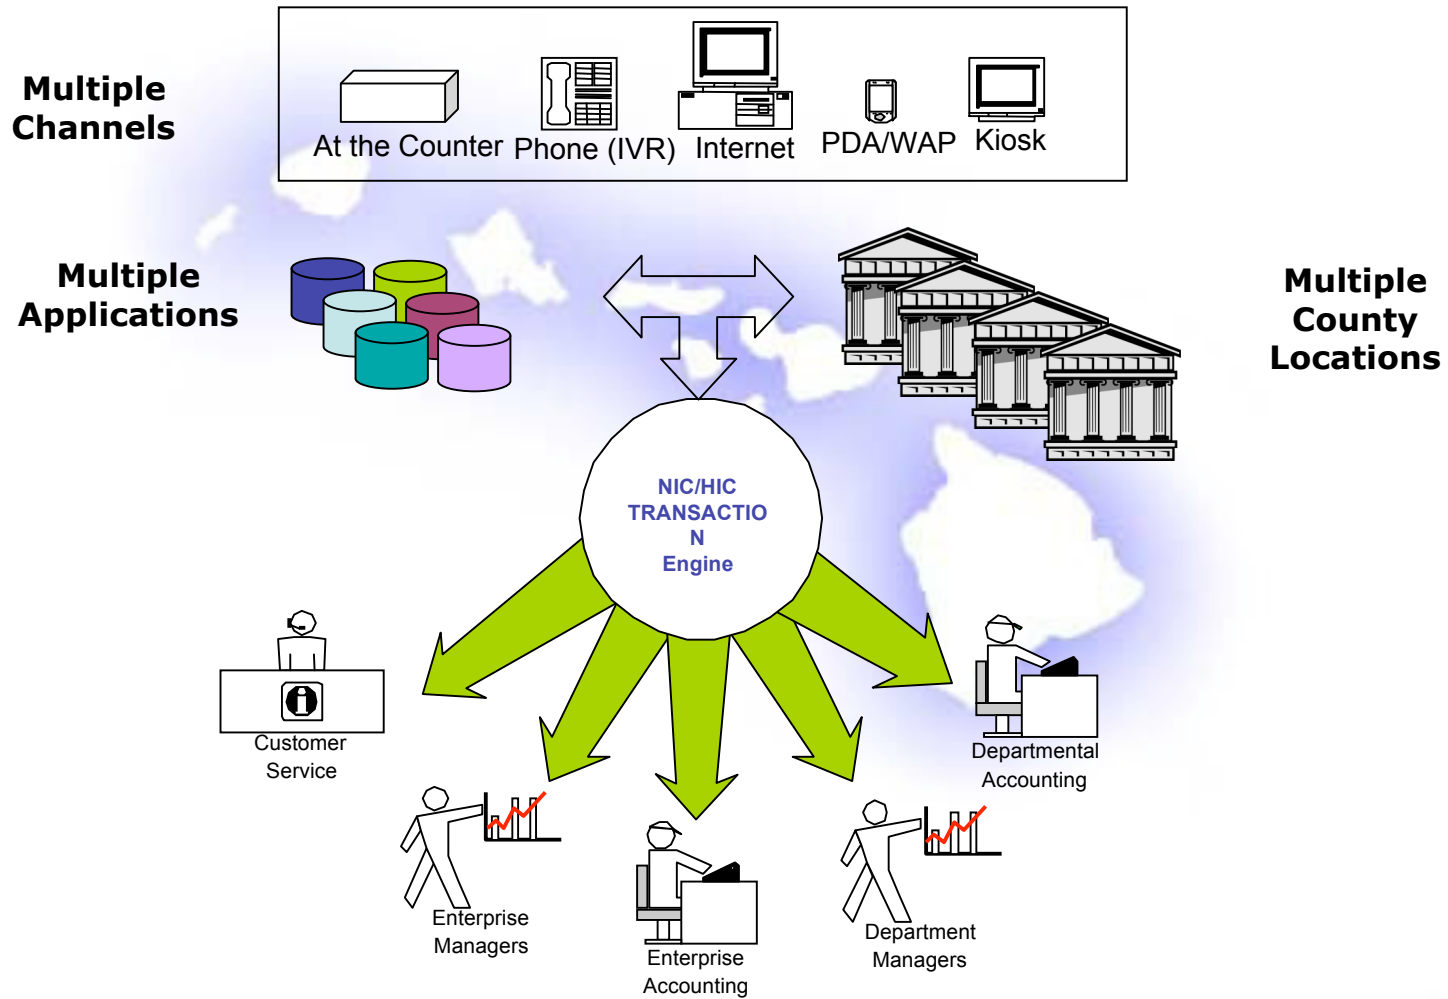 Multiple
Channels
At the Counter
Phone (IVR)
Internet
PDA/WAP
Kiosk
Multiple
Applications
Multiple
County
Locations
NIC/HIC
TRANSACTIO
N
Engine
Customer
Service
Departmental
Accounting
Enterprise
Managers
Enterprise
Accounting
Department
Managers